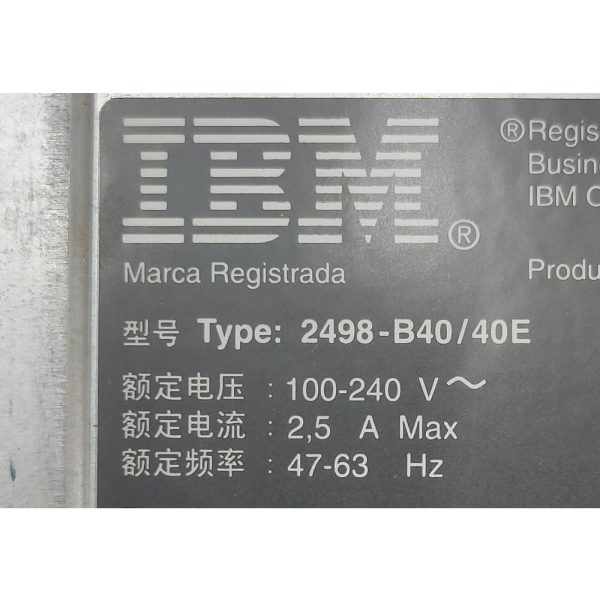 IBM®
Marca Registrada
®Regis
Busin
IBM C
Produ
型号 Type: 2498-B40/40E
额定电压 : 100-240 V~
额定电流 : 2,5 A Max
额定频率 : 47-63 Hz